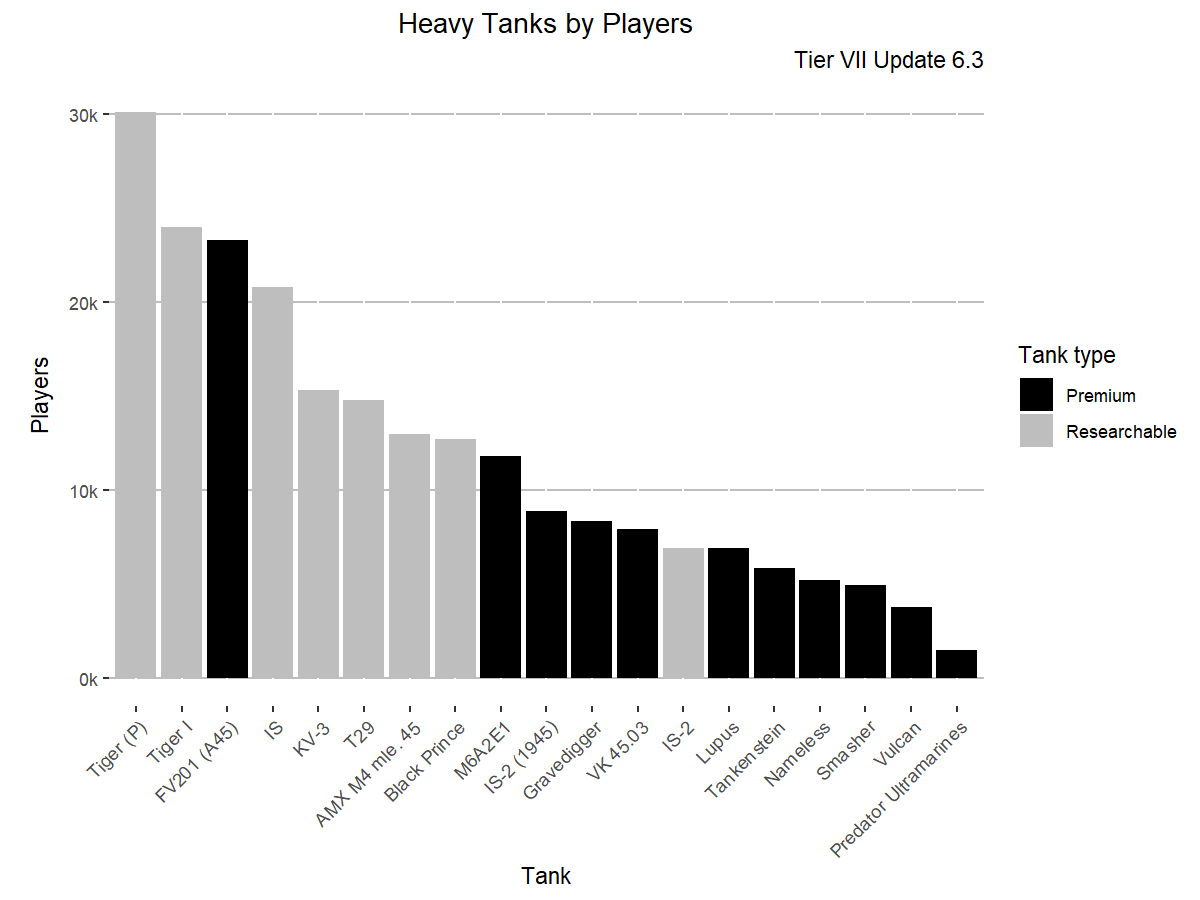 Heavy Tanks by Players
Tier VII Update 6.3
30k
20k
10k
0k
Players
Tiger (P)
Tiger I
FV201 (A45)
IS
KV-3
T29
AMX M4 mle. 45
Black Prince
M6A2E1
IS-2 (1945)
Gravedigger
VK 45.03
IS-2
Lupus
Tankenstein
Nameless
Smasher
Vulcan
Predator Ultramarines
Tank
Tank type
Premium
Researchable